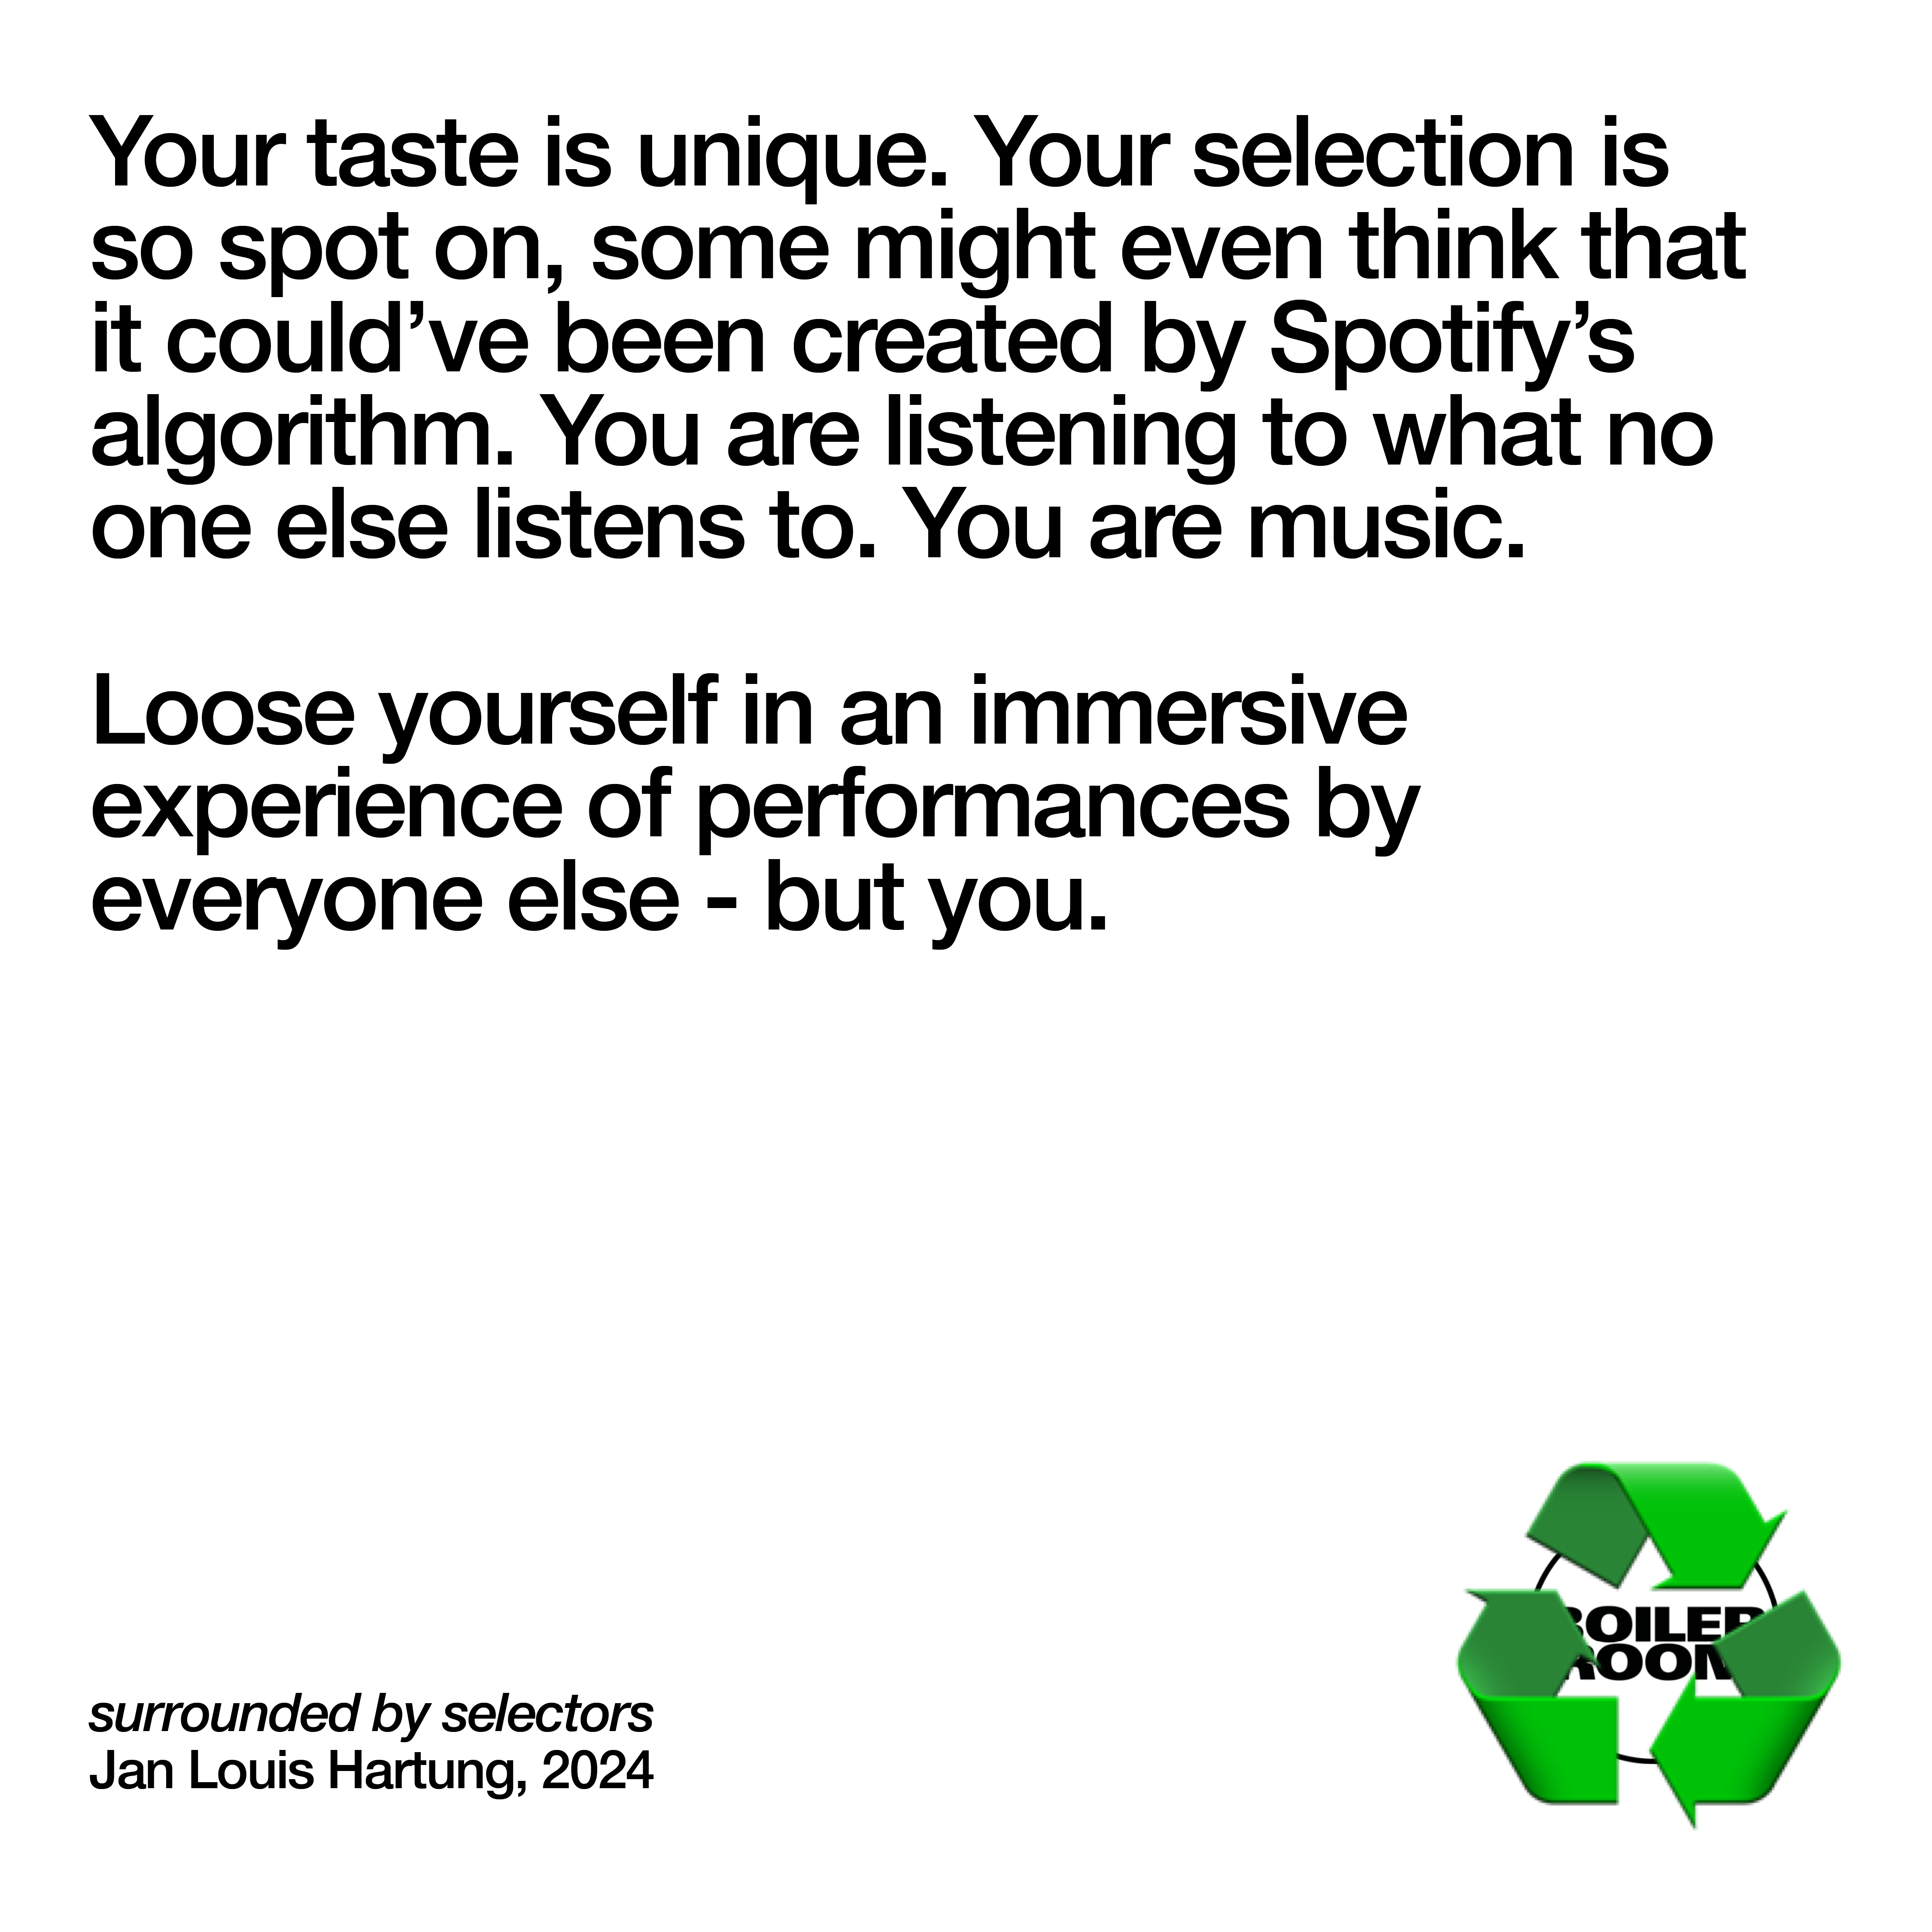 Your taste is unique. Your selection is
so spot on, some might even think that
it could’ve been created by Spotify’s
algorithm. You are listening to what no
one else listens to. You are music.
Loose yourself in an immersive
experience of performances by
everyone else - but you.
BOILER
ROOM
surrounded by selectors
Jan Louis Hartung, 2024